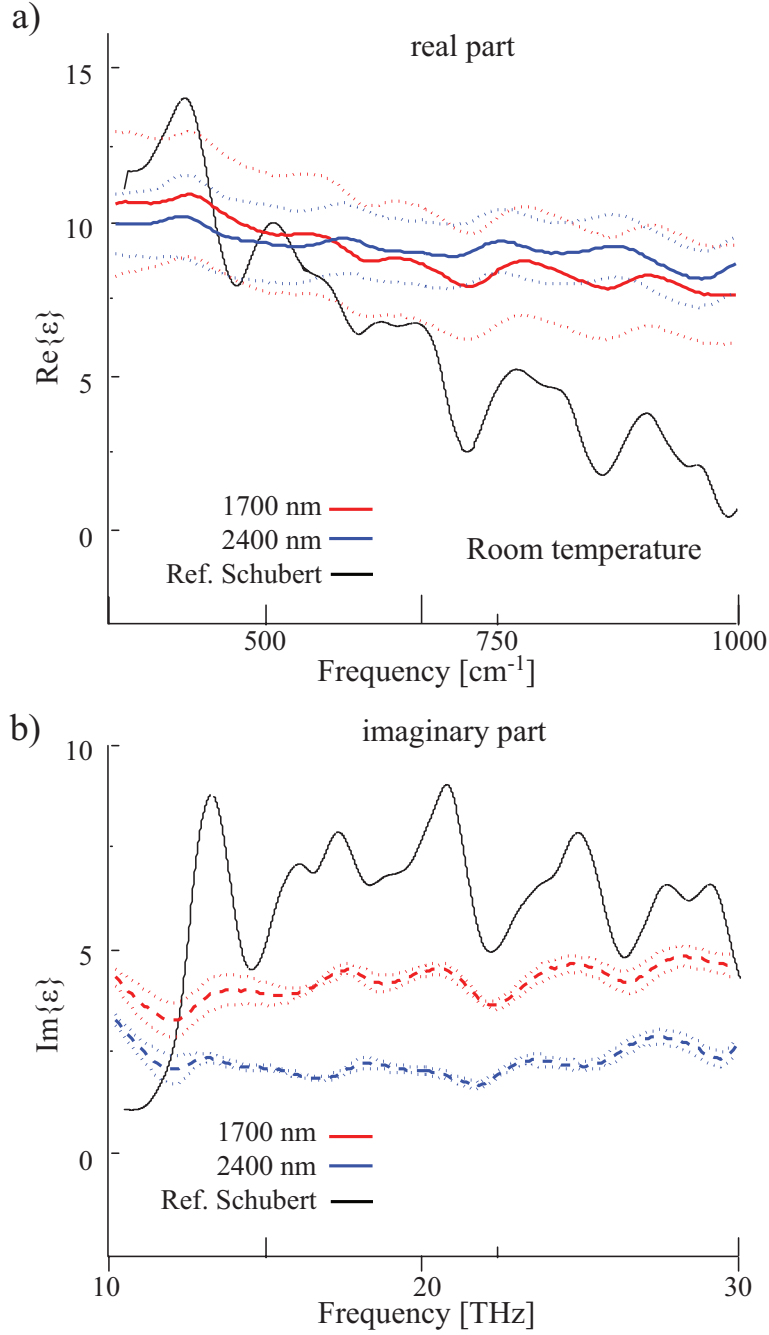 a)
real part
15
10
5
0
Re{ε}
1700 nm
2400 nm
Ref. Schubert
Room temperature
500
750
1000
Frequency [cm⁻¹]
b)
imaginary part
10
5
0
Im{ε}
1700 nm
2400 nm
Ref. Schubert
10
20
30
Frequency [THz]